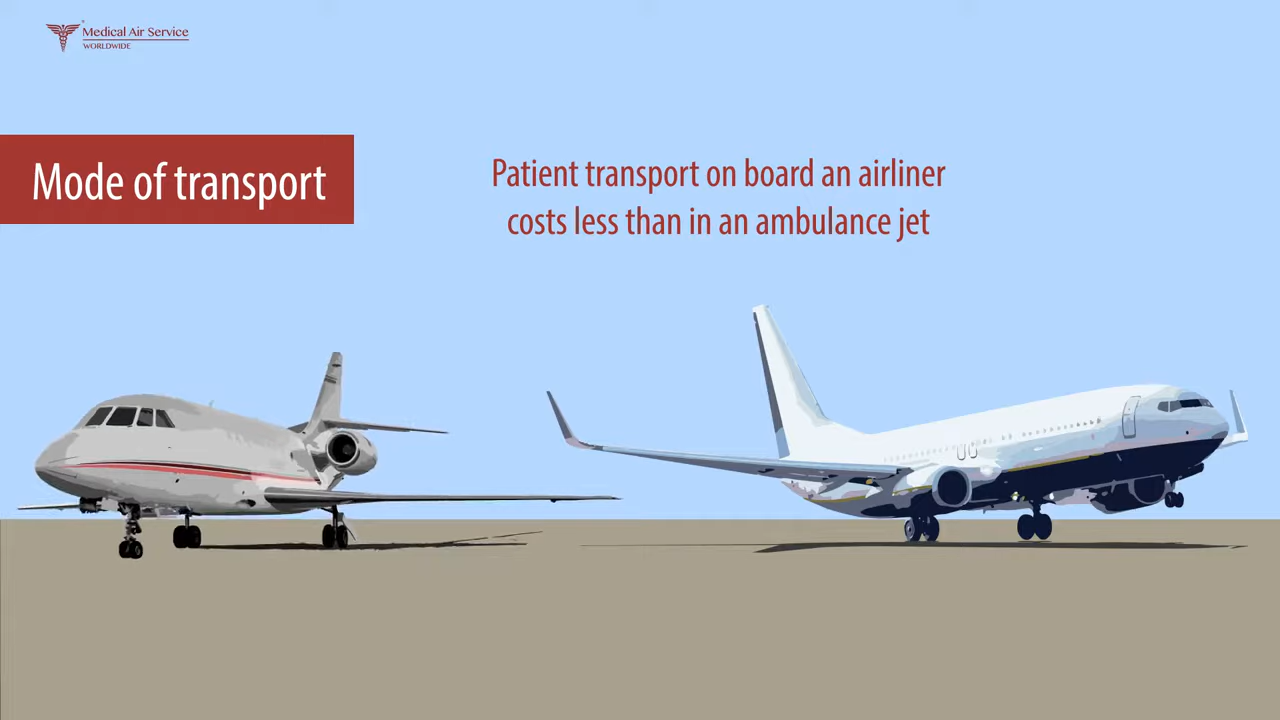 Medical Air Service
WORLDWIDE
Mode of transport
Patient transport on board an airliner
costs less than in an ambulance jet